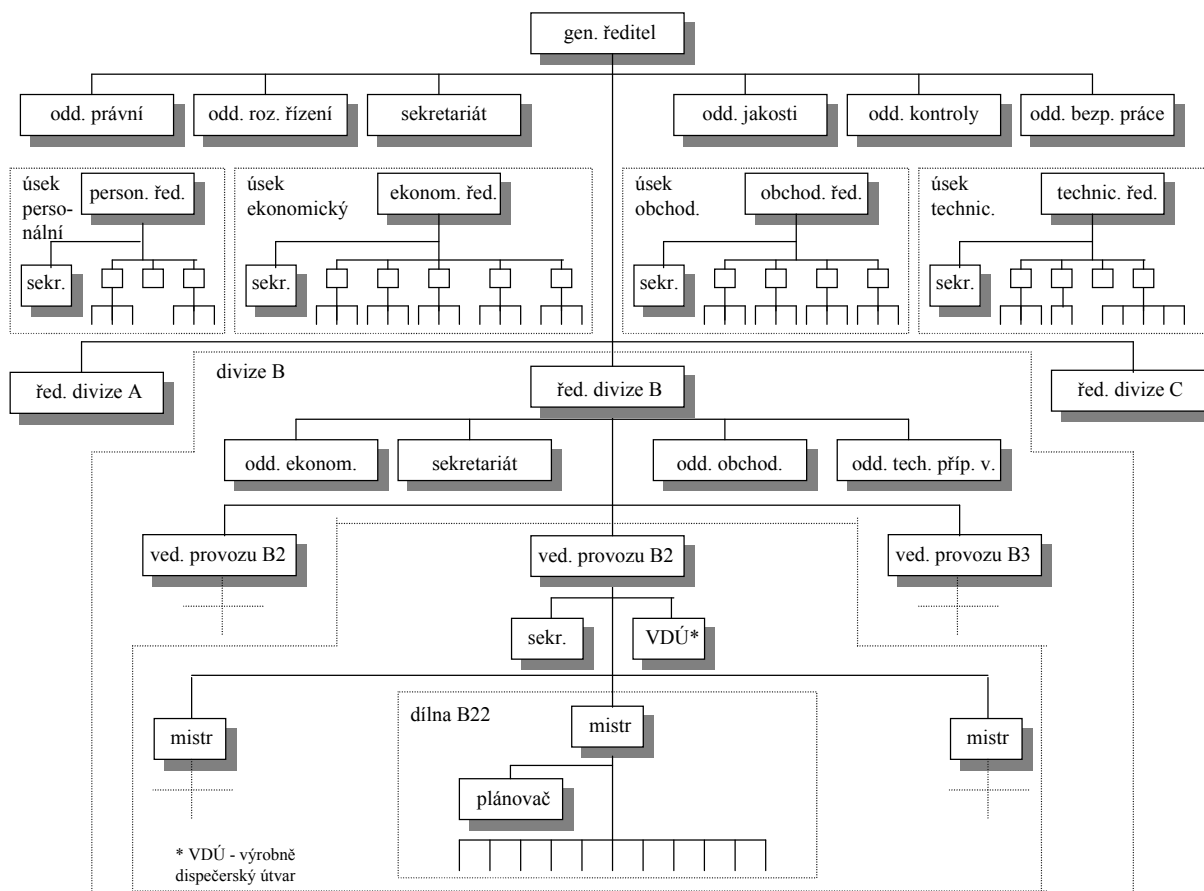 gen. ředitel
odd. právní
odd. roz. řízení
sekretariát
odd. jakosti
odd. kontroly
odd. bezp. práce
úsek
perso-
nální
person. řed.
sekr.
úsek
ekonomický
ekonom. řed.
sekr.
úsek
obchod.
obchod. řed.
sekr.
úsek
technic.
technic. řed.
sekr.
řed. divize A
divize B
řed. divize B
řed. divize C
odd. ekonom.
sekretariát
odd. obchod.
odd. tech. příp. v.
ved. provozu B2
ved. provozu B2
ved. provozu B3
sekr.
VDÚ*
mistr
dílna B22
mistr
mistr
plánovač
* VDÚ - výrobně
dispečerský útvar